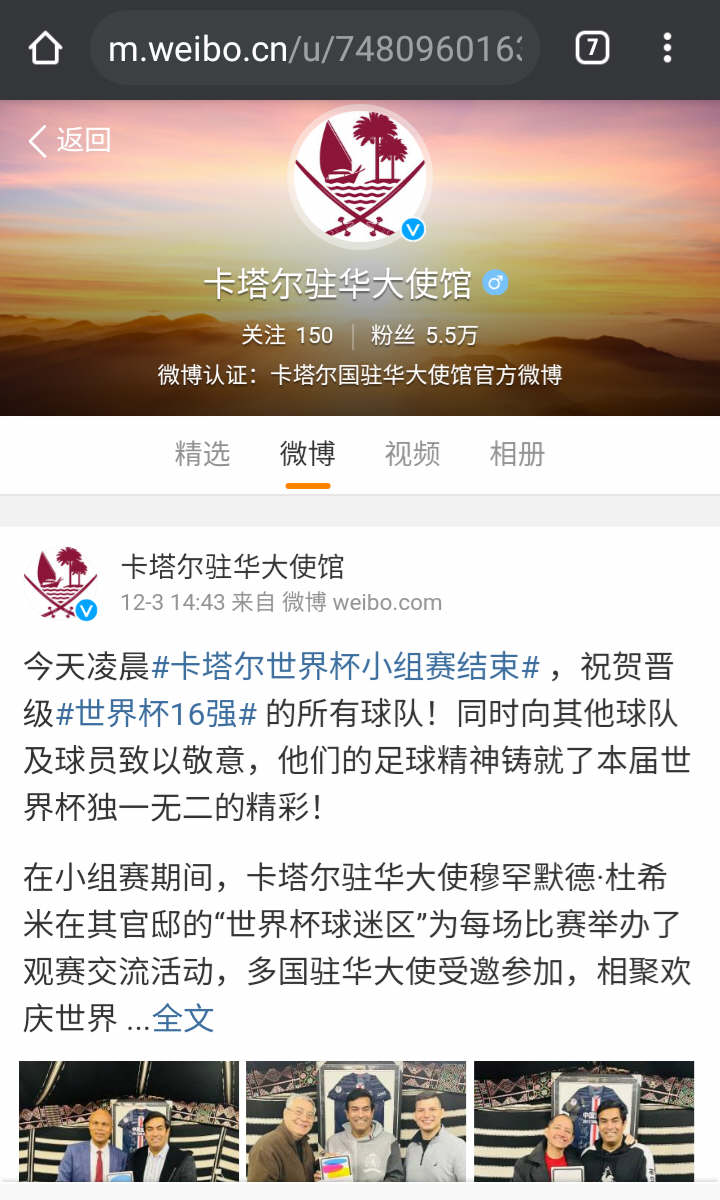 m.weibo.cn/u/7480960163
7
返回
卡塔尔驻华大使馆
关注 150 | 粉丝 5.5万
微博认证：卡塔尔国驻华大使馆官方微博
精选 微博 视频 相册
卡塔尔驻华大使馆
12-3 14:43 来自 微博 weibo.com
今天凌晨#卡塔尔世界杯小组赛结束# ，祝贺晋
级#世界杯16强# 的所有球队！同时向其他球队
及球员致以敬意，他们的足球精神铸就了本届世
界杯独一无二的精彩！
在小组赛期间，卡塔尔驻华大使穆罕默德·杜希
米在其官邸的“世界杯球迷区”为每场比赛举办了
观赛交流活动，多国驻华大使受邀参加，相聚欢
庆世界 ...全文